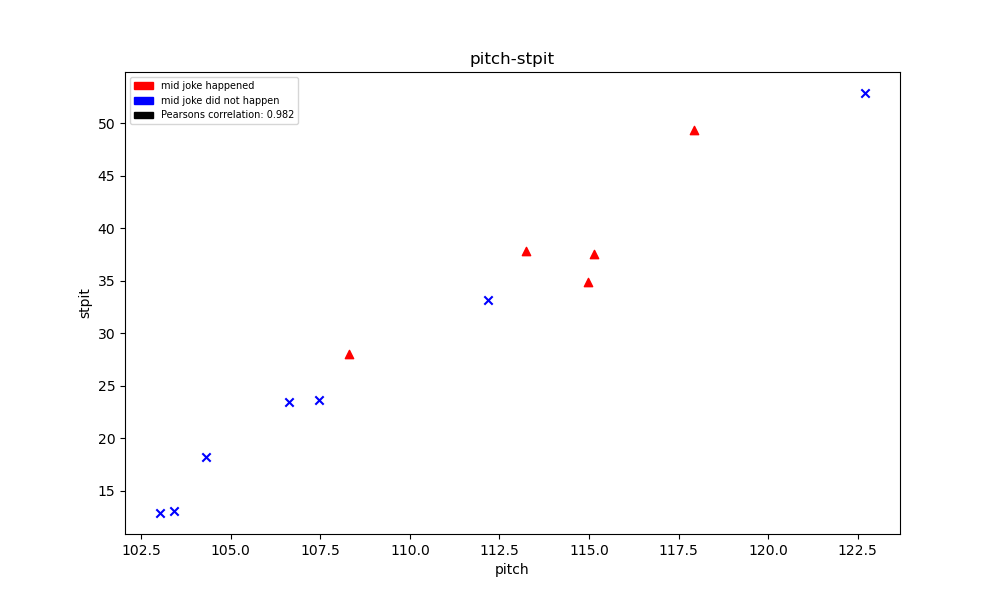 pitch-stpit
mid joke happened
mid joke did not happen
Pearsons correlation: 0.982
50
45
40
35
30
25
20
15
stpit
102.5 105.0 107.5 110.0 112.5 115.0 117.5 120.0 122.5
pitch